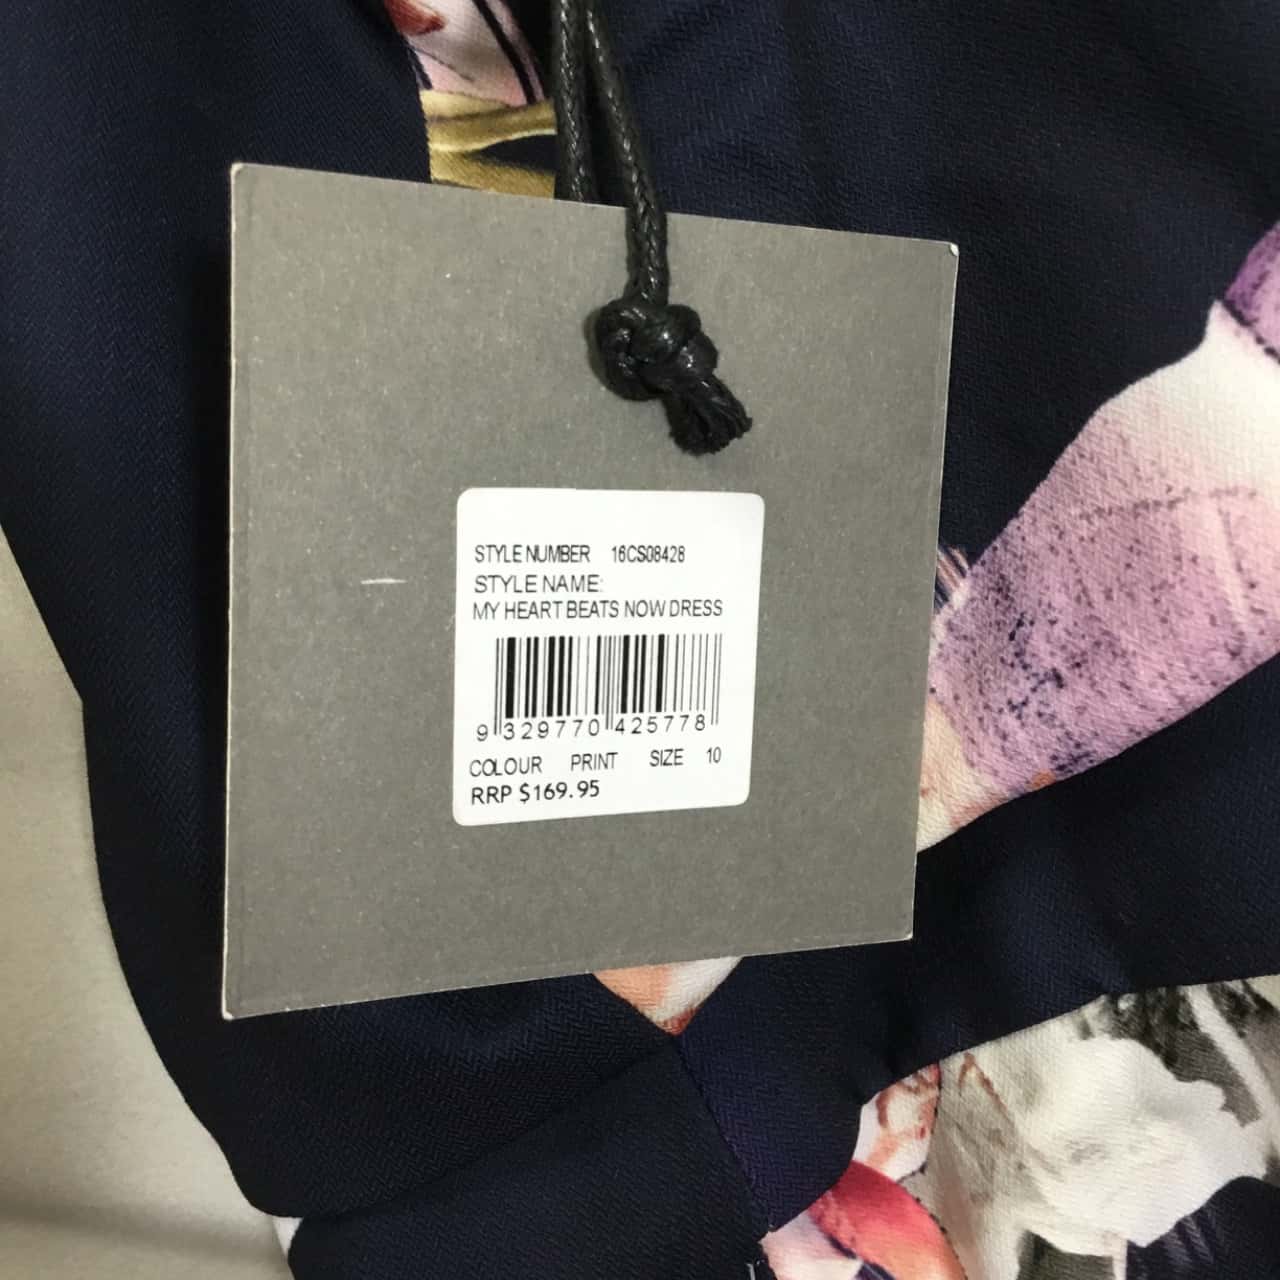 STYLE NUMBER 16CS08428
STYLE NAME:
MY HEART BEATS NOW DRESS
9 329770 425778
COLOUR PRINT SIZE 10
RRP $169.95